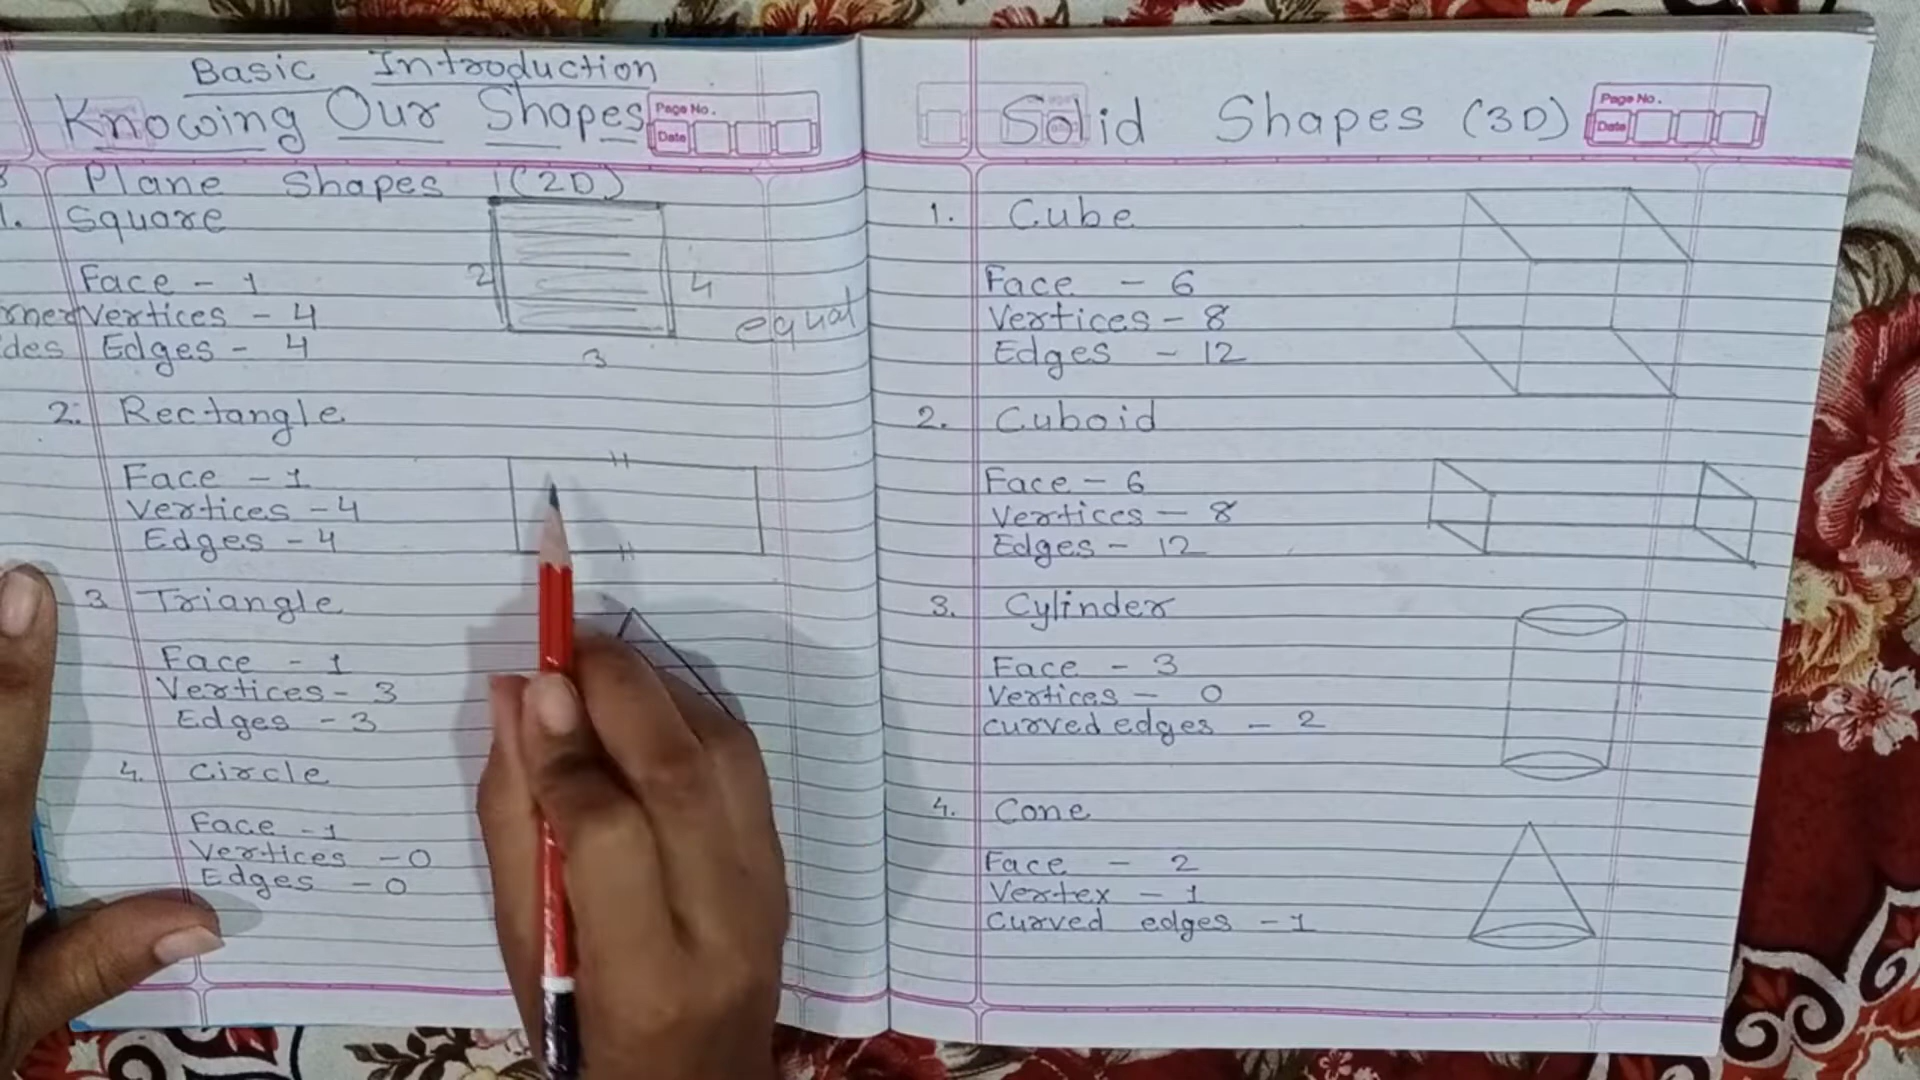 Basic Introduction
Knowing Our Shapes
Page No.
Date
Plane Shapes (2D)
1. Square
1
2
4
3
equal
Face - 1
Vertices - 4
Edges - 4
2. Rectangle
Face - 1
Vertices - 4
Edges - 4
3 Triangle
Face - 1
Vertices - 3
Edges - 3
4. Circle
Face - 1
Vertices - 0
Edges - 0
Solid Shapes (3D)
Page No.
Date
1. Cube
Face - 6
Vertices - 8
Edges - 12
2. Cuboid
Face - 6
Vertices - 8
Edges - 12
3. Cylinder
Face - 3
Vertices - 0
curved edges - 2
4. Cone
Face - 2
Vertex - 1
Curved edges - 1